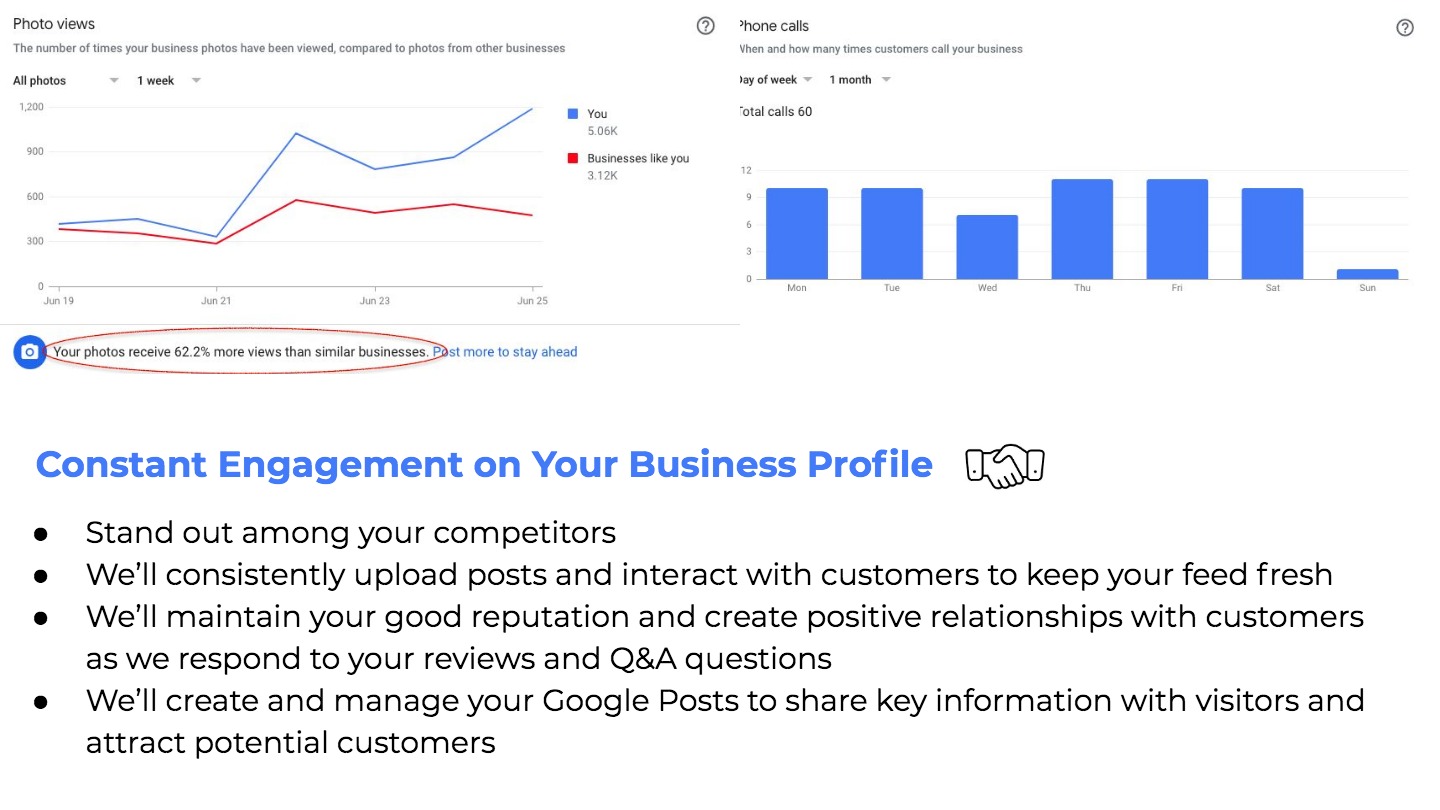 Photo views
The number of times your business photos have been viewed, compared to photos from other businesses
All photos 1 week
1,200
900
600
300
0
Jun 19 Jun 21 Jun 23 Jun 25
You
5.06K
Businesses like you
3.12K
Your photos receive 62.2% more views than similar businesses. Post more to stay ahead
Phone calls
When and how many times customers call your business
Day of week 1 month
Total calls 60
12
9
6
3
0
Mon Tue Wed Thu Fri Sat Sun
Constant Engagement on Your Business Profile
● Stand out among your competitors
● We’ll consistently upload posts and interact with customers to keep your feed fresh
● We’ll maintain your good reputation and create positive relationships with customers
as we respond to your reviews and Q&A questions
● We’ll create and manage your Google Posts to share key information with visitors and
attract potential customers